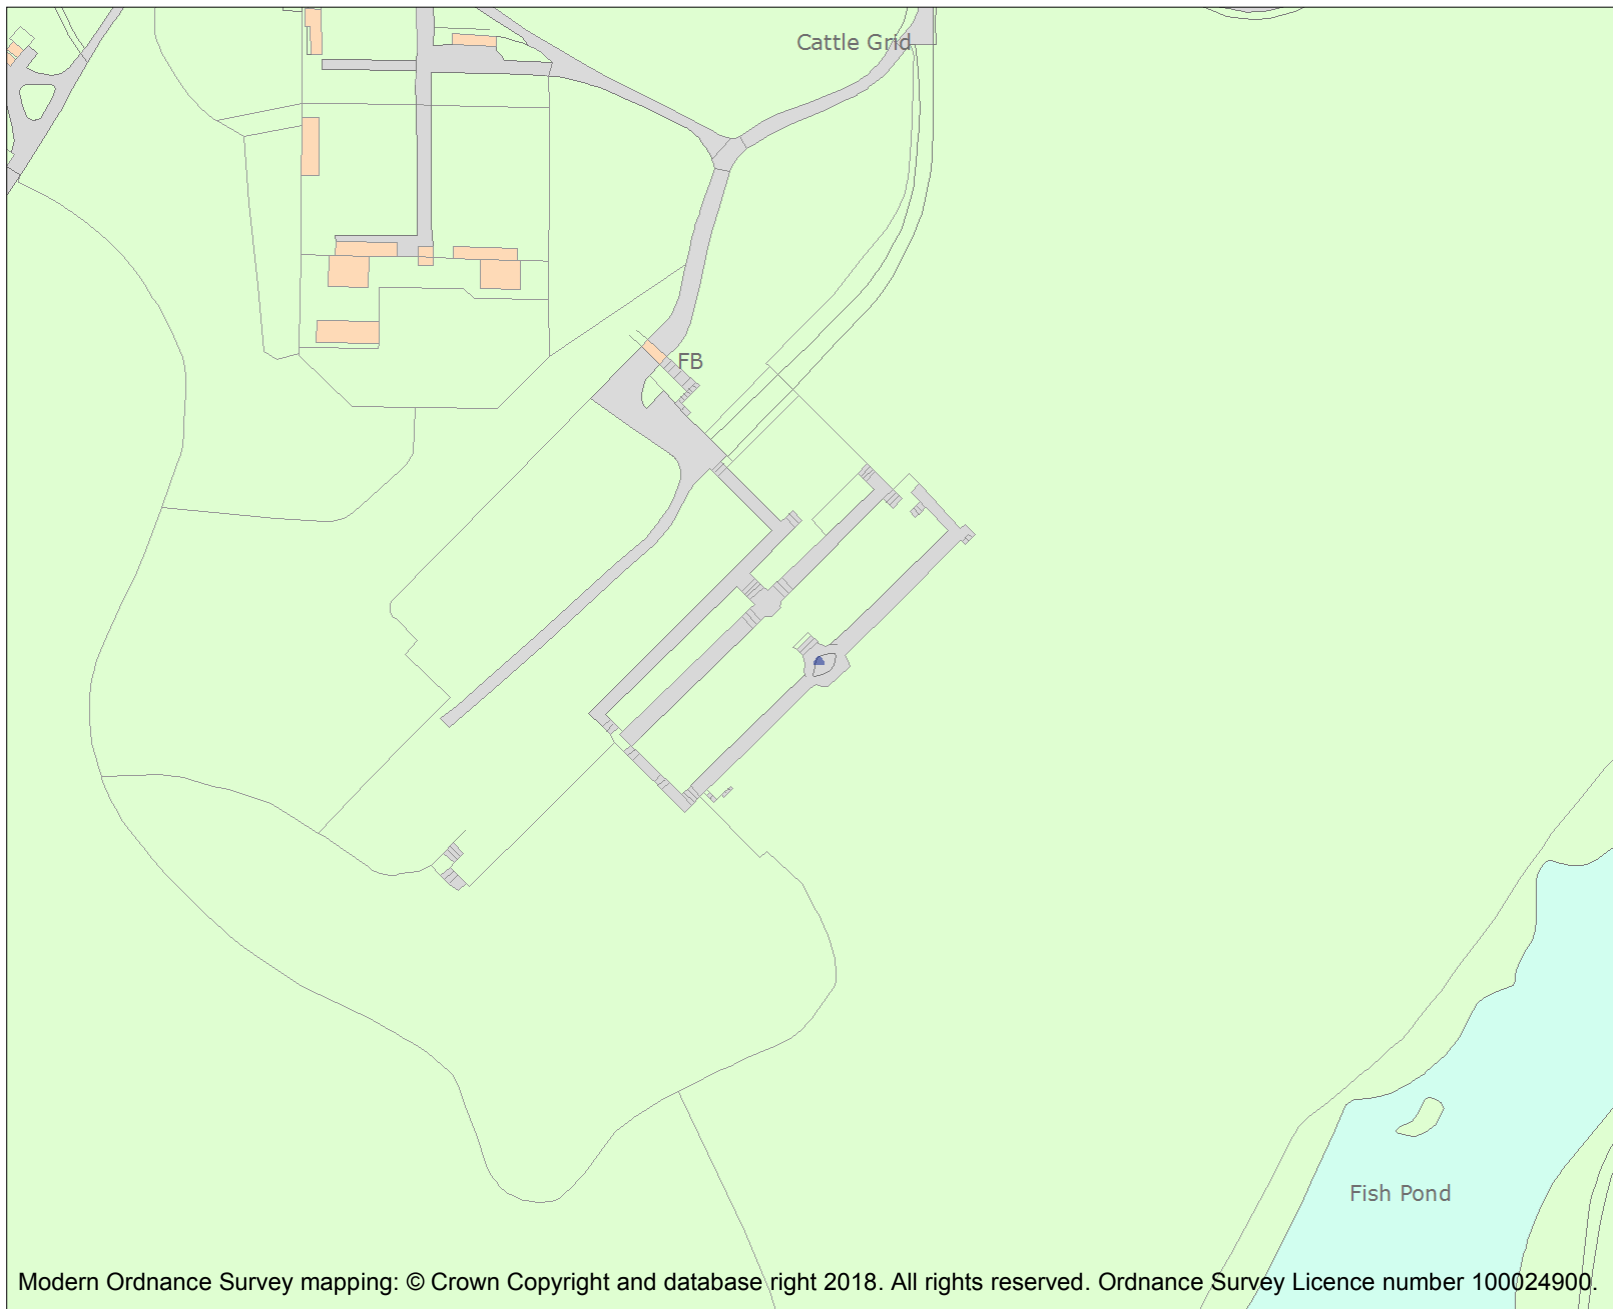 Cattle Grid
FB
Fish Pond
Modern Ordnance Survey mapping: © Crown Copyright and database right 2018. All rights reserved. Ordnance Survey Licence number 100024900.